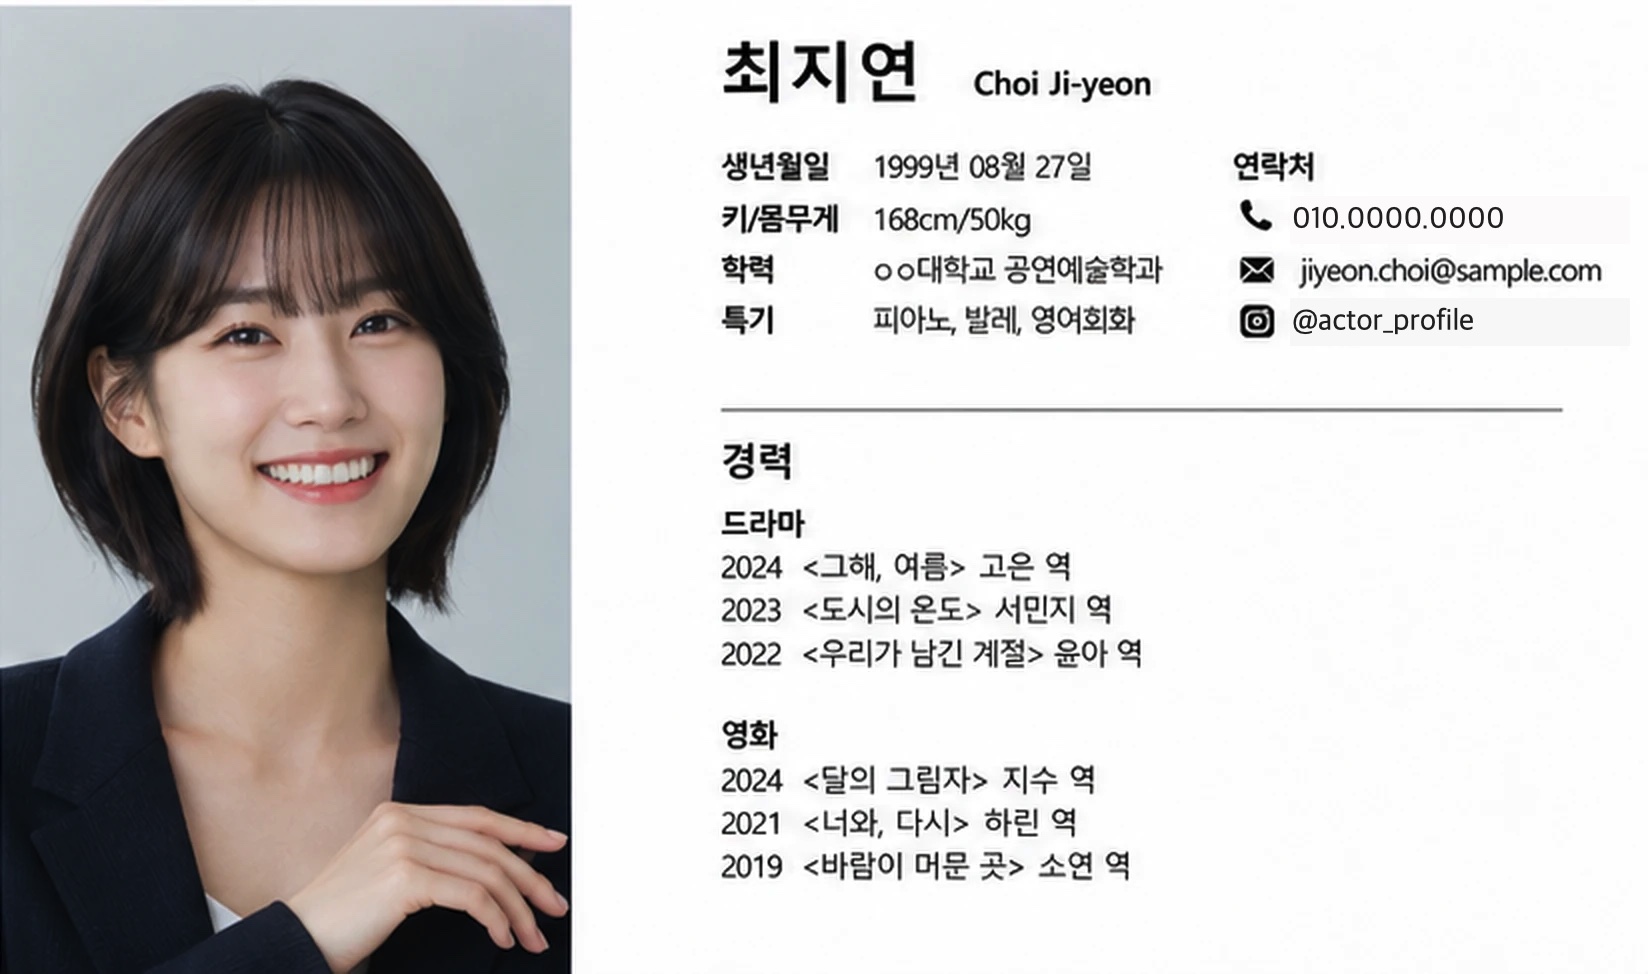 최지연 Choi Ji-yeon
생년월일 1999년 08월 27일
키/몸무게 168cm/50kg
학력 ㅇㅇ대학교 공연예술학과
특기 피아노, 발레, 영여회화
연락처
010.0000.0000
jiyeon.choi@sample.com
@actor_profile
경력
드라마
2024 <그해, 여름> 고은 역
2023 <도시의 온도> 서민지 역
2022 <우리가 남긴 계절> 윤아 역
영화
2024 <달의 그림자> 지수 역
2021 <너와, 다시> 하린 역
2019 <바람이 머문 곳> 소연 역